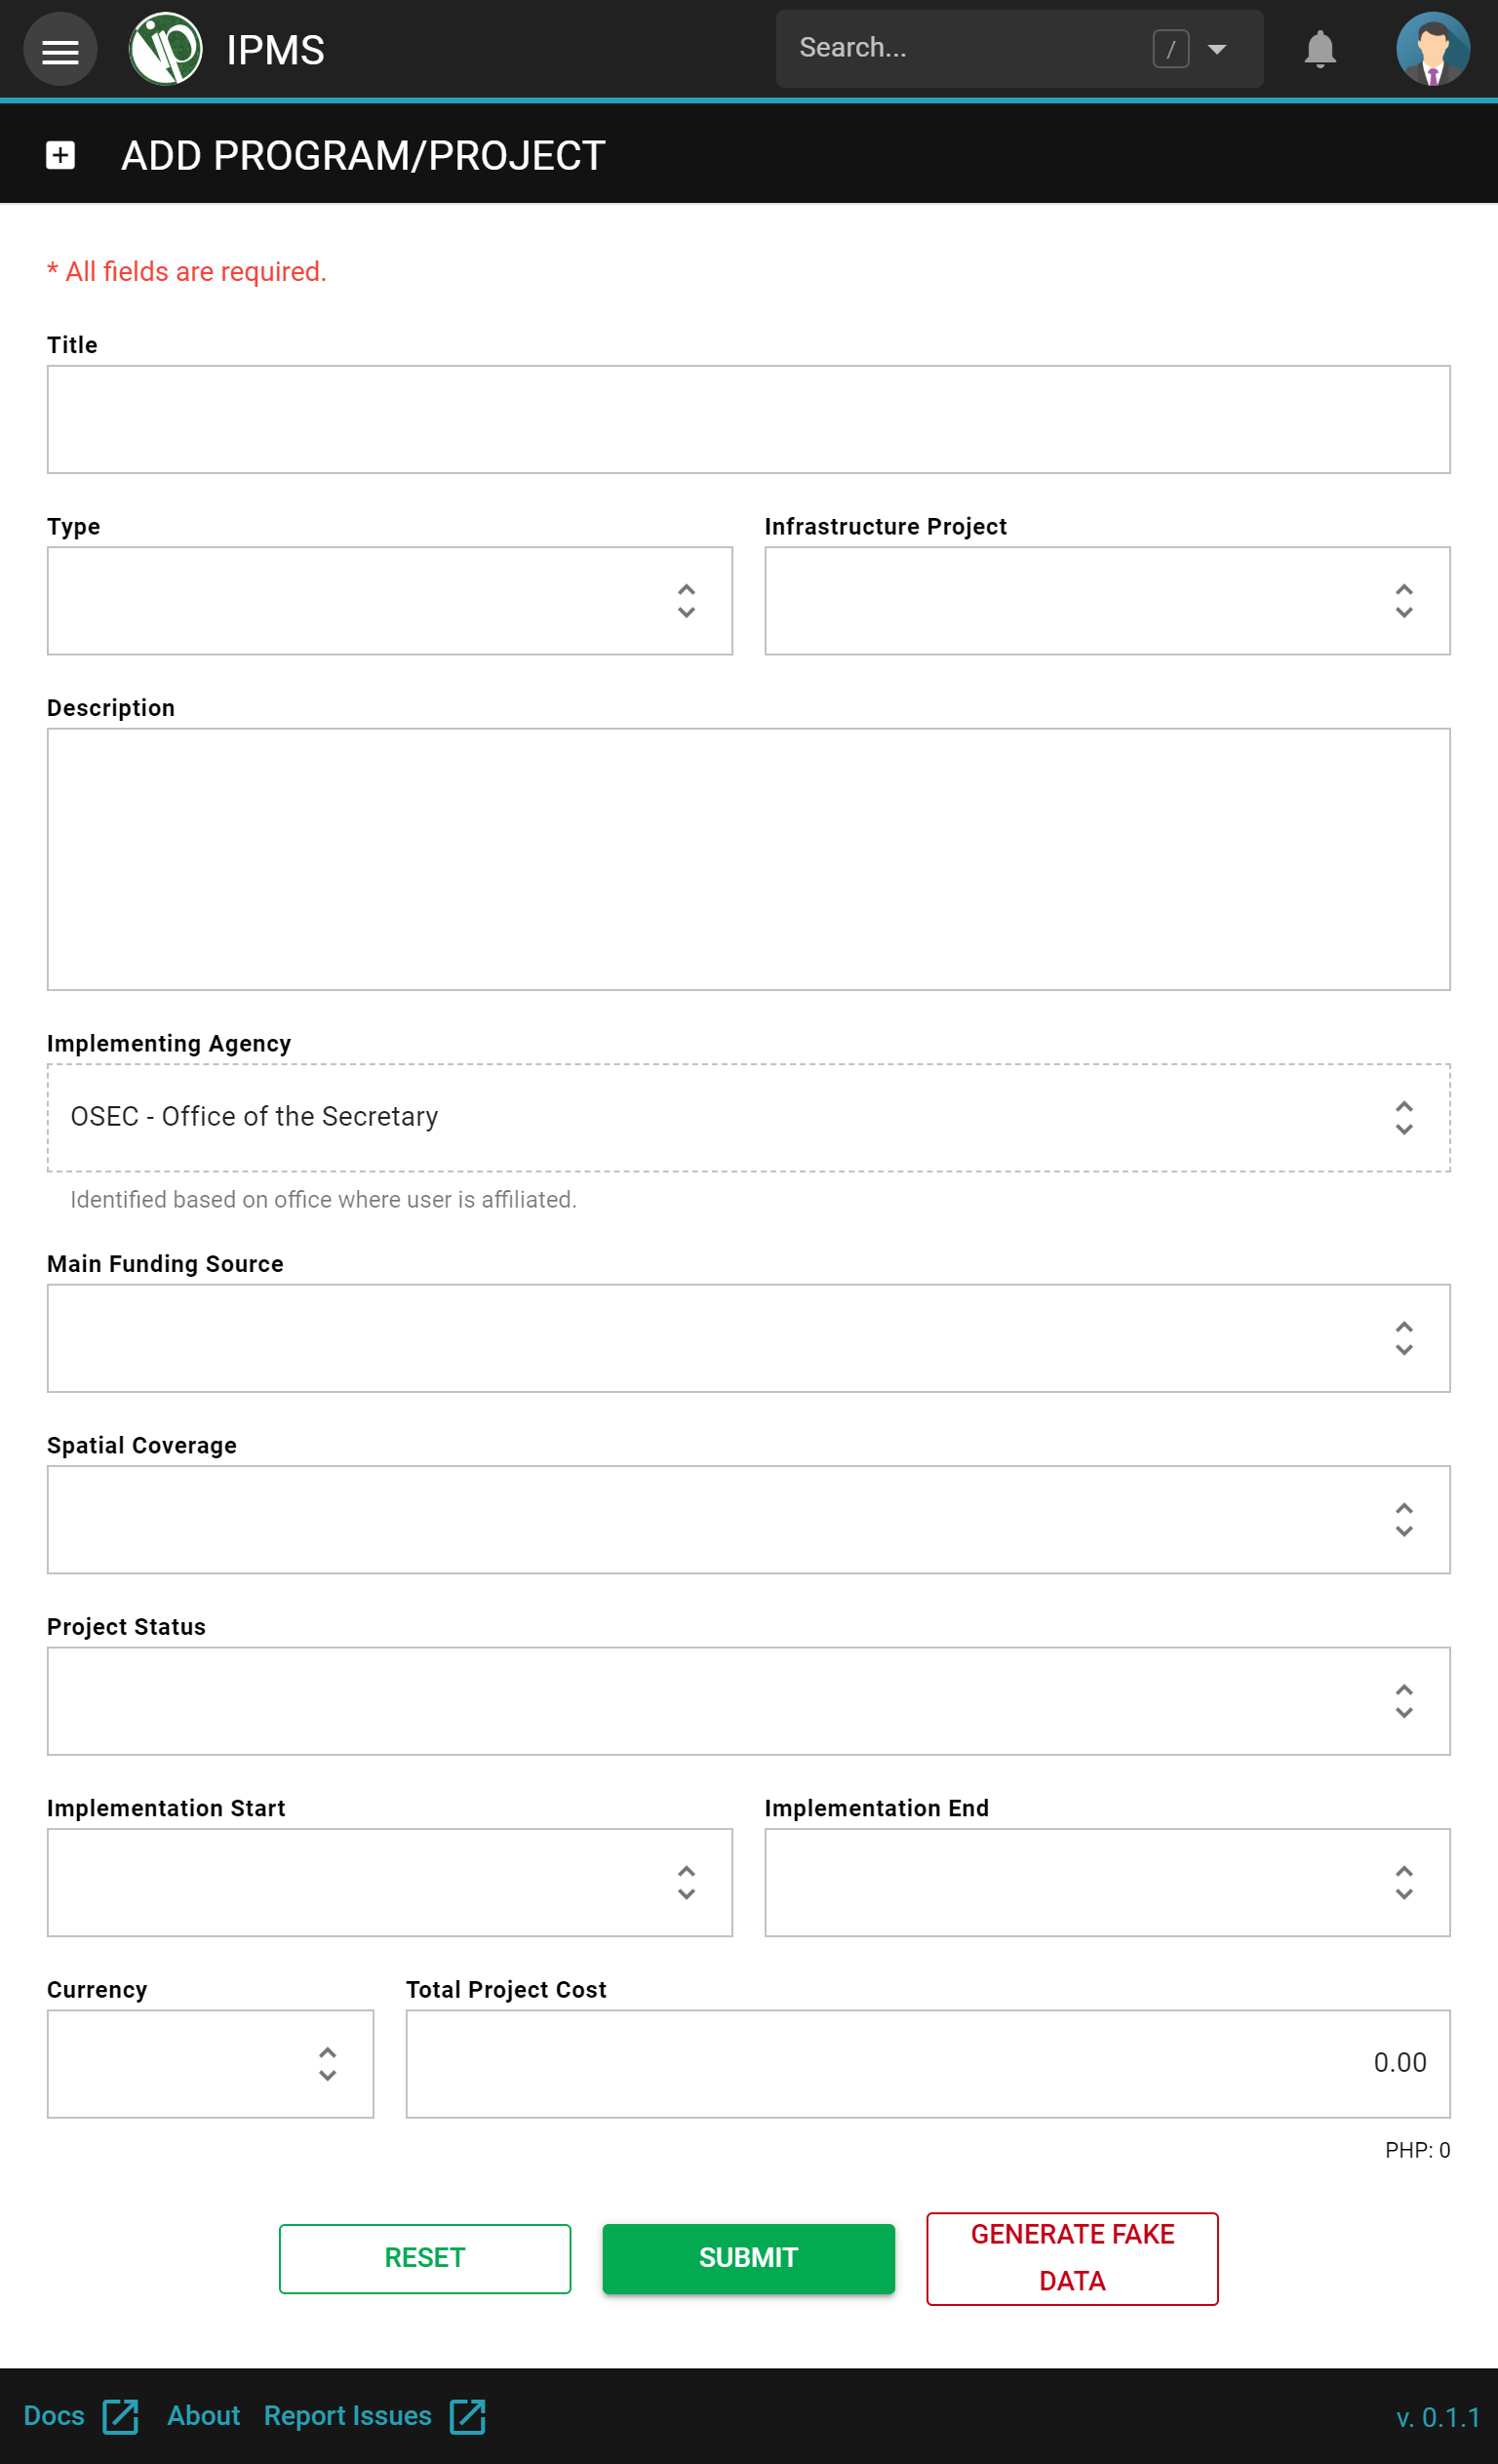 IPMS
Search...
/
ADD PROGRAM/PROJECT
* All fields are required.
Title
Type
Infrastructure Project
Description
Implementing Agency
OSEC - Office of the Secretary
Identified based on office where user is affiliated.
Main Funding Source
Spatial Coverage
Project Status
Implementation Start
Implementation End
Currency
Total Project Cost
0.00
PHP: 0
RESET
SUBMIT
GENERATE FAKE
DATA
Docs
About
Report Issues
v. 0.1.1